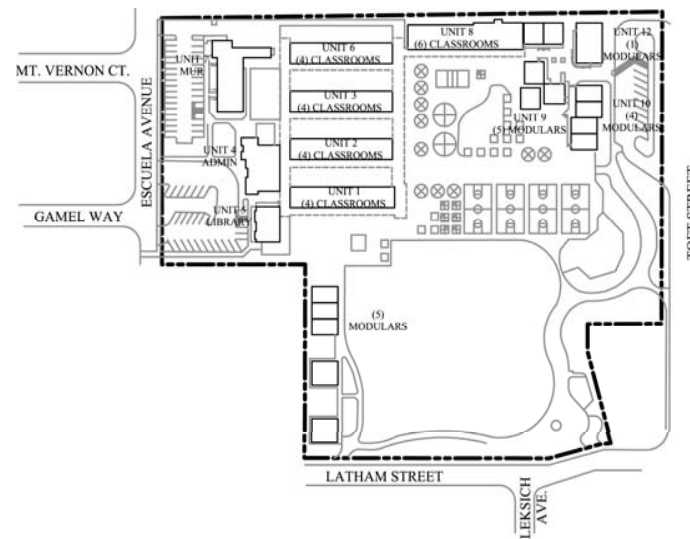 UNIT 8
(6) CLASSROOMS
UNIT 12
(1)
MODULARS
UNIT 7
MUR
UNIT 6
(4) CLASSROOMS
MT. VERNON CT.
ESCUELA AVENUE
UNIT 3
(4) CLASSROOMS
UNIT 10
(4)
MODULARS
UNIT 9
(5) MODULARS
UNIT 4
ADMIN
UNIT 2
(4) CLASSROOMS
UNIT 1
(4) CLASSROOMS
GAMEL WAY
UNIT 5
LIBRARY
STREET
(5)
MODULARS
LATHAM STREET
LEKSICH
AVE.